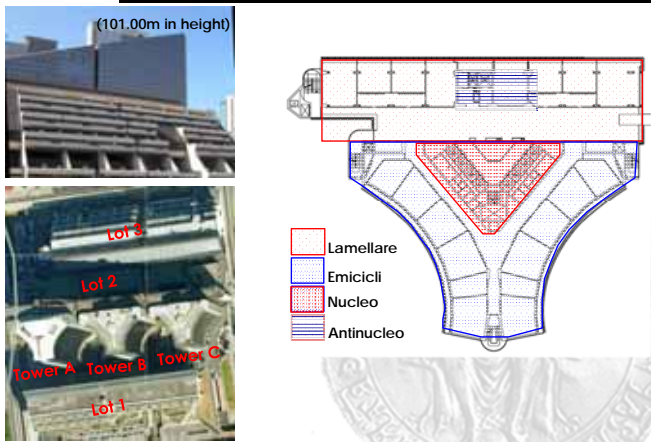 (101.00m in height)
Lot 3
Lot 2
Tower A
Tower B
Tower C
Lot 1
Lamellare
Emicicli
Nucleo
Antinucleo